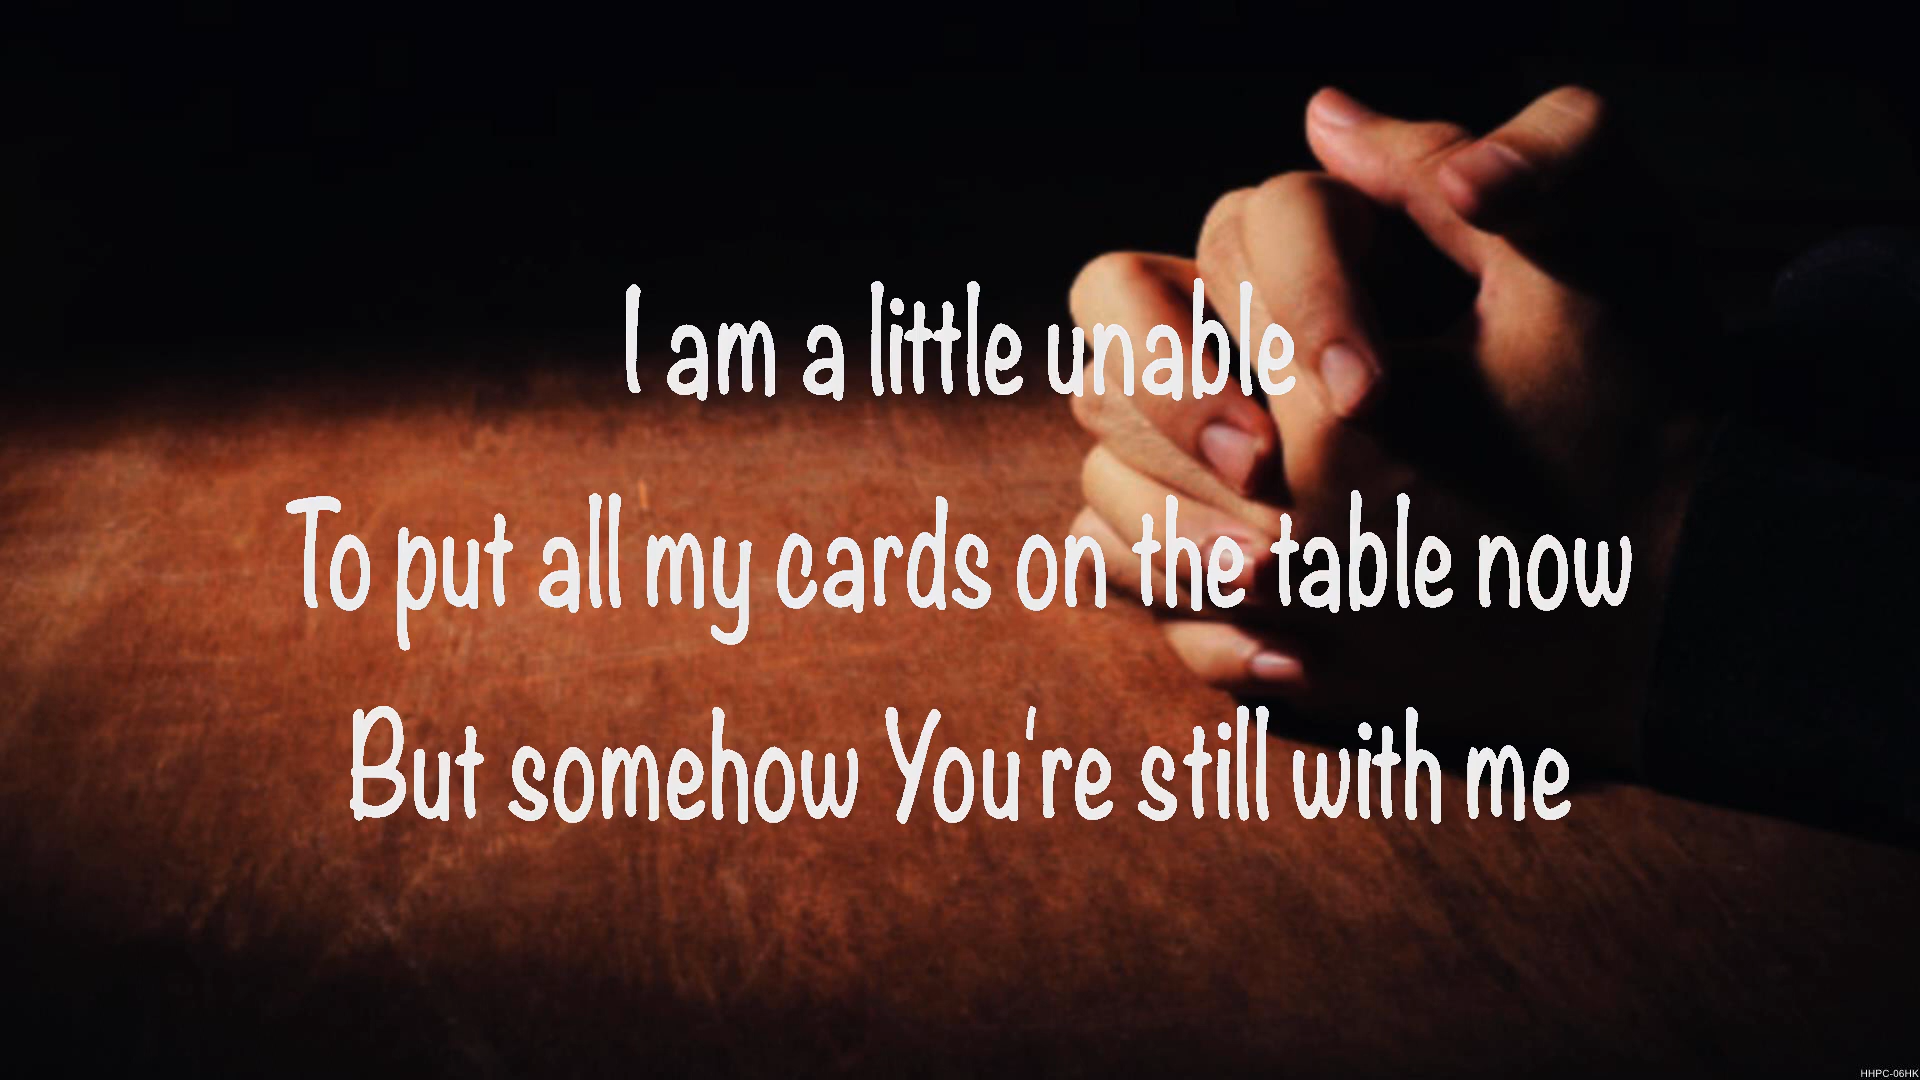 I am a little unable
To put all my cards on the table now
But somehow You're still with me
HHPC-06HK